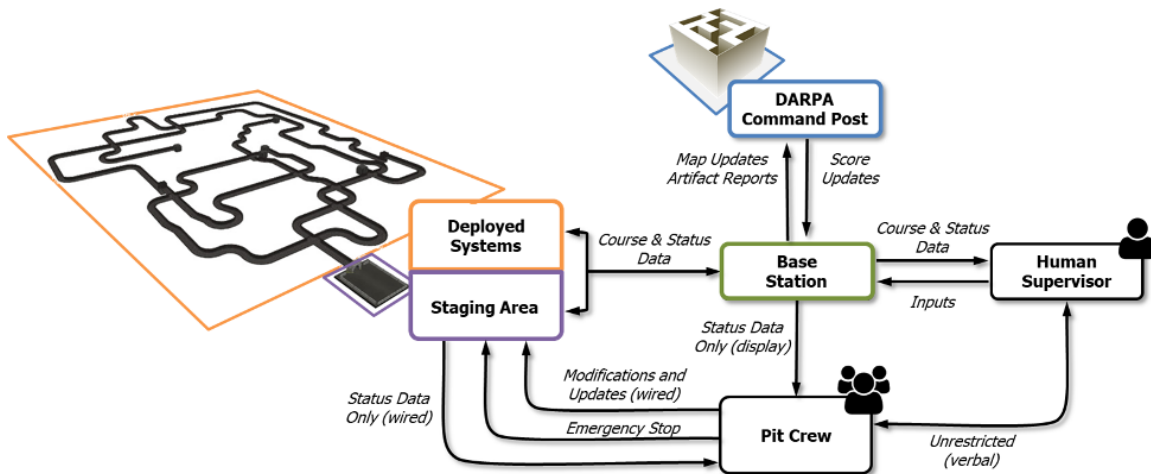 DARPA
Command Post
Map Updates
Artifact Reports
Score
Updates
Deployed
Systems
Staging Area
Course & Status
Data
Base
Station
Course & Status
Data
Inputs
Human
Supervisor
Status Data
Only (display)
Status Data
Only (wired)
Modifications and
Updates (wired)
Emergency Stop
Pit Crew
Unrestricted
(verbal)